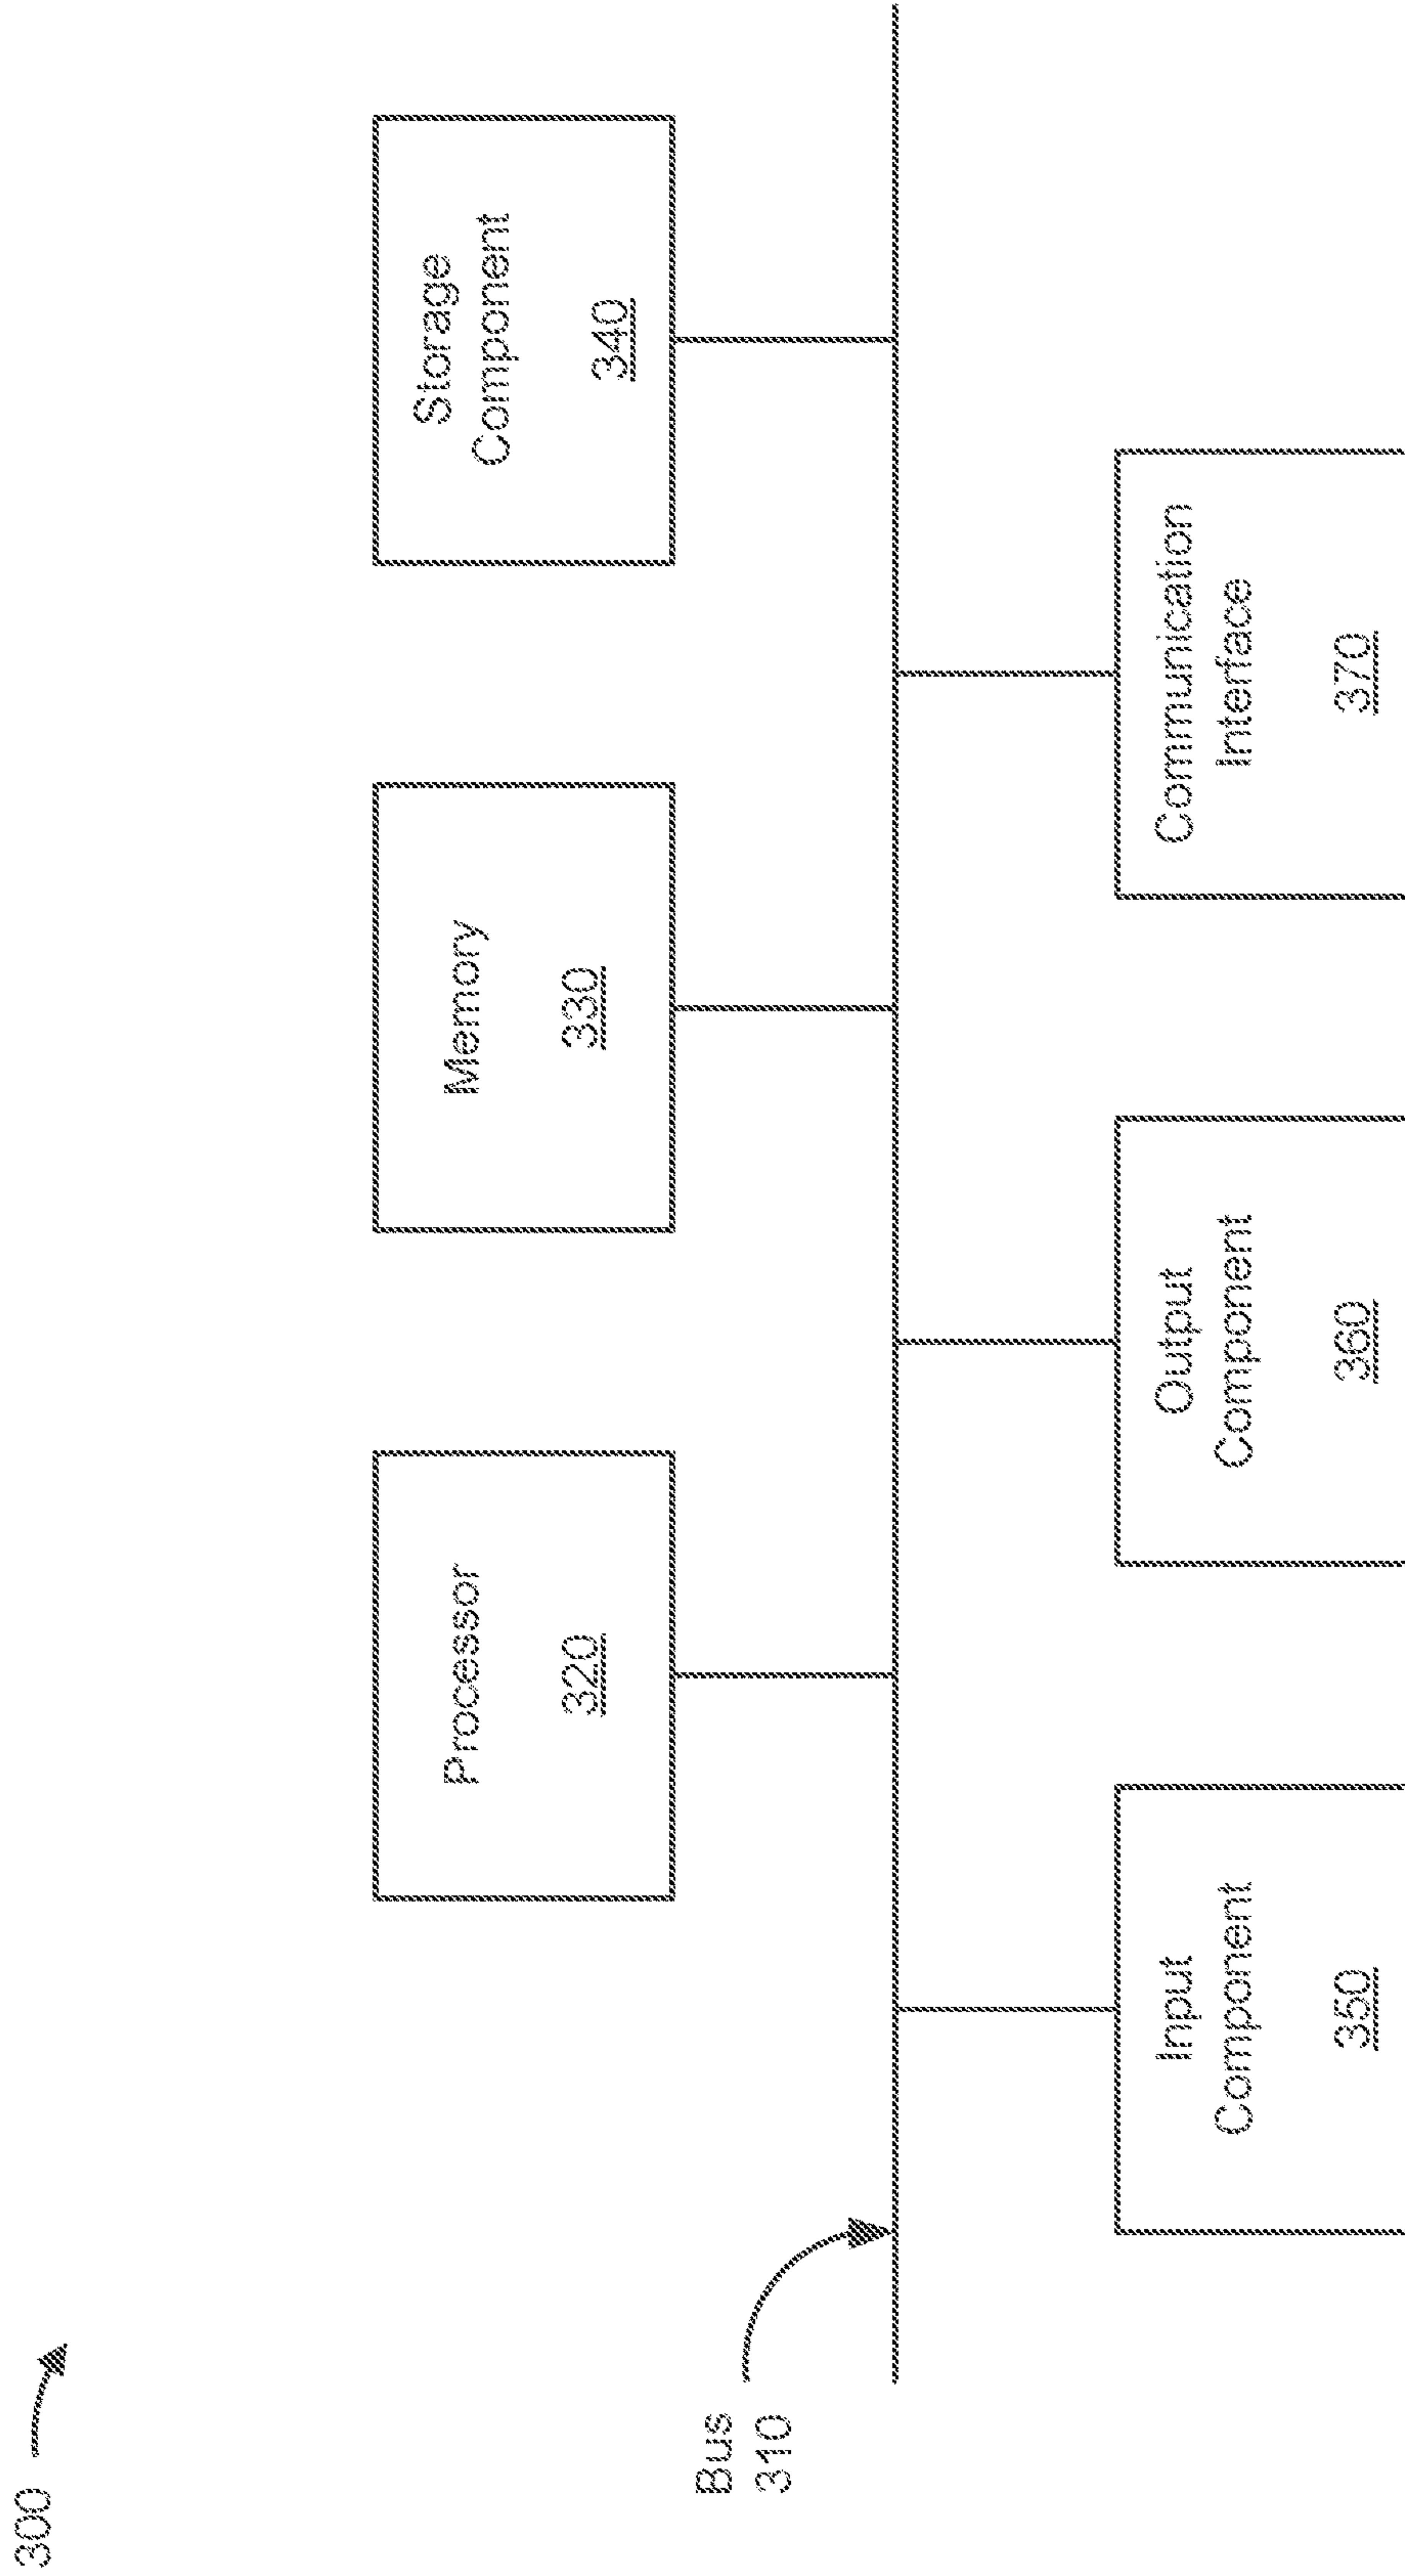 300
Processor
320
Memory
330
Storage
Component
340
Bus
310
Input
Component
350
Output
Component
360
Communication
Interface
370